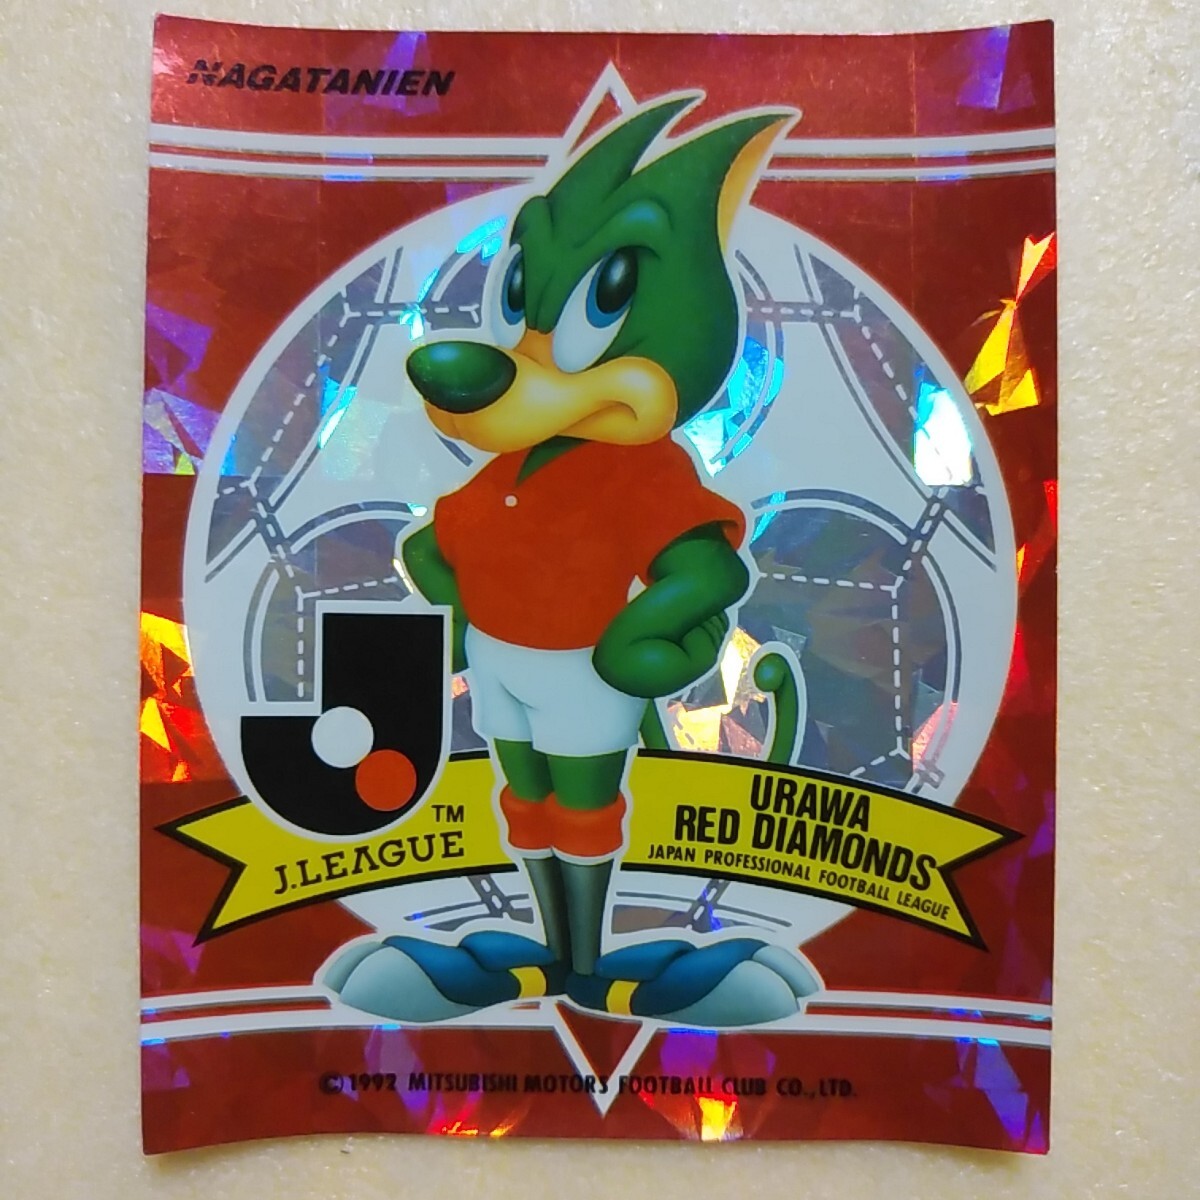 NAGATANIEN
J.LEAGUE
TM
URAWA
RED DIAMONDS
JAPAN PROFESSIONAL FOOTBALL LEAGUE
© 1992 MITSUBISHI MOTORS FOOTBALL CLUB CO., LTD.